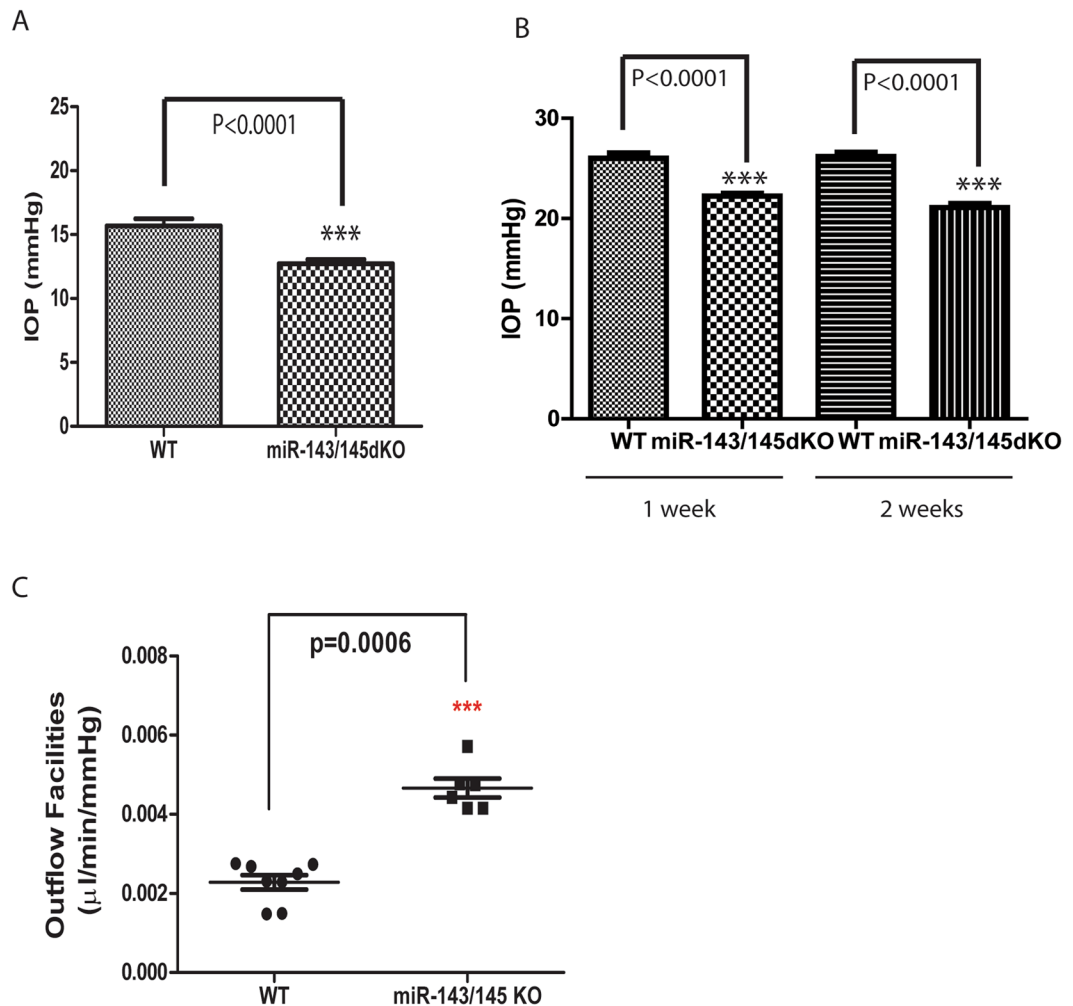 A
P<0.0001
25
20
15
10
5
0
IOP (mmHg)
***
WT miR-143/145dKO
B
P<0.0001 P<0.0001
30
20
10
0
IOP (mmHg)
*** ***
WT miR-143/145dKO WT miR-143/145dKO
1 week 2 weeks
C
p=0.0006
0.008
0.006
0.004
0.002
0.000
Outflow Facilities
(μl/min/mmHg)
***
WT miR-143/145 KO